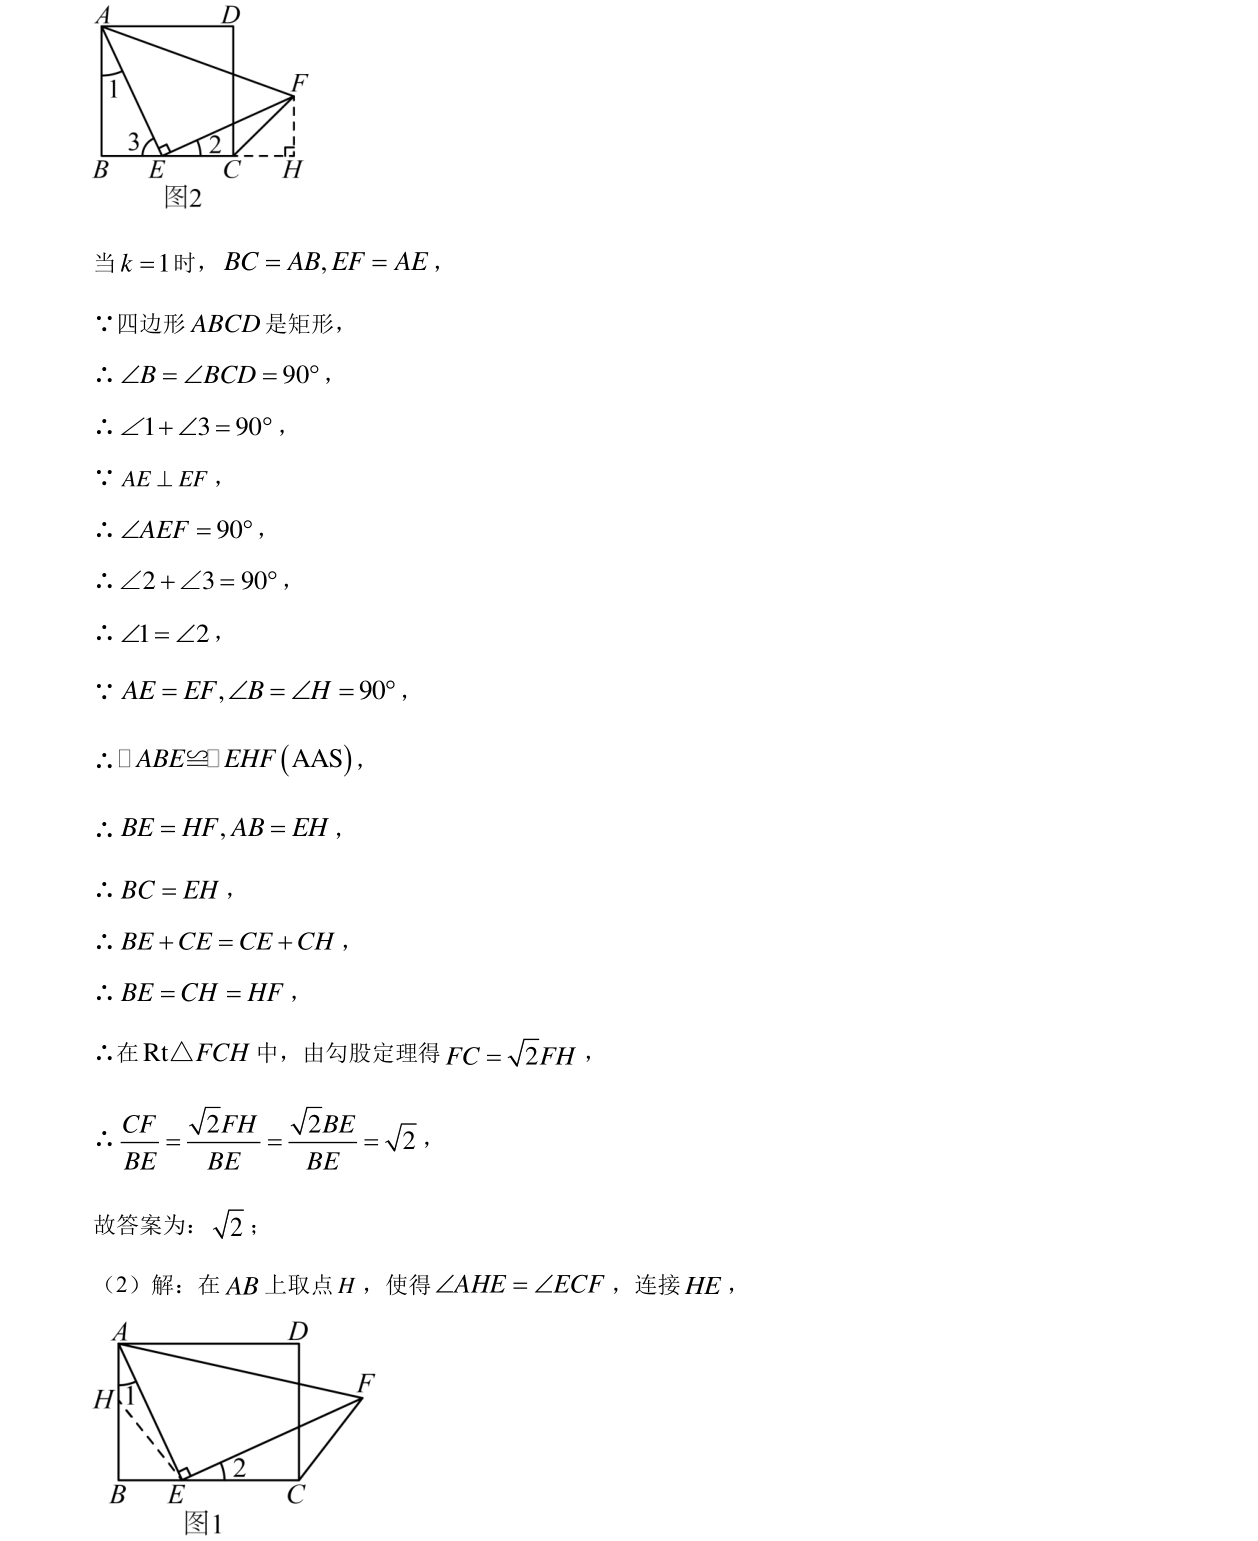 A D
F
1
3 2
B E C H
图2
当k=1时，BC=AB,EF=AE，
∵四边形ABCD是矩形，
∴∠B=∠BCD=90°，
∴∠1+∠3=90°，
∵AE⊥EF，
∴∠AEF=90°，
∴∠2+∠3=90°，
∴∠1=∠2，
∵AE=EF,∠B=∠H=90°，
∴□ABE≌□EHF(AAS)，
∴BE=HF,AB=EH，
∴BC=EH，
∴BE+CE=CE+CH，
∴BE=CH=HF，
∴在Rt△FCH中，由勾股定理得FC=√2FH，
∴CF/BE=√2FH/BE=√2BE/BE=√2，
故答案为：√2；
（2）解：在AB上取点H，使得∠AHE=∠ECF，连接HE，
A D
F
H 1
2
B E C
图1